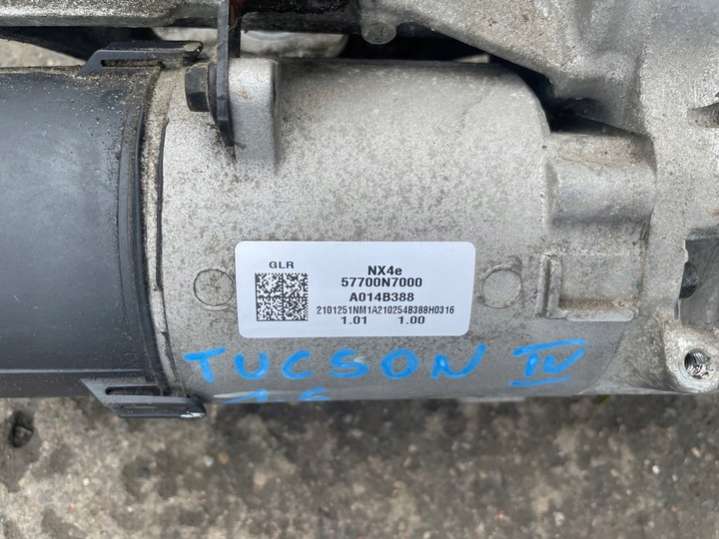 GLR
NX4e
57700N7000
A014B388
2101251NM1A210254B388H0316
1.01 1.00
TUCSON IV